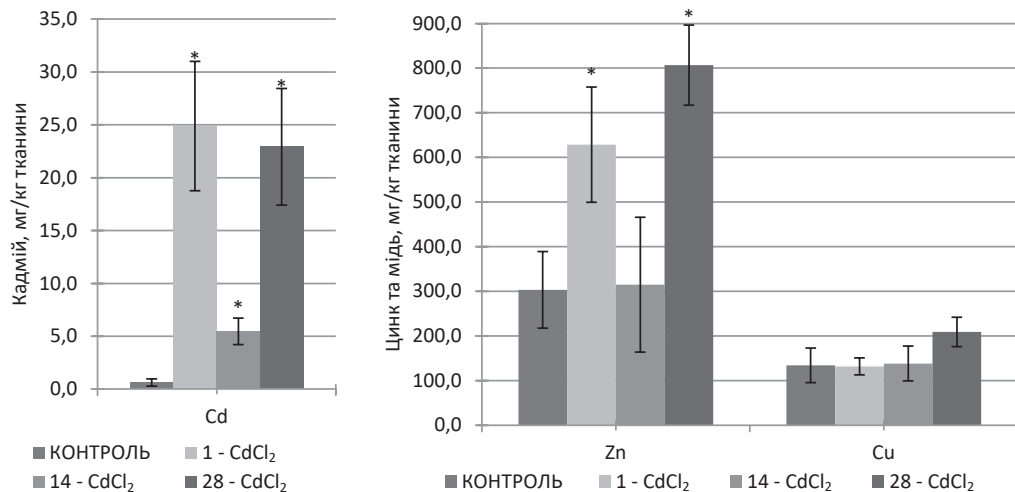 Кадмій, мг/кг тканини
35,0
30,0
25,0
20,0
15,0
10,0
5,0
0,0
*
*
*
Cd
КОНТРОЛЬ
1 - CdCl₂
14 - CdCl₂
28 - CdCl₂
Цинк та мідь, мг/кг тканини
900,0
800,0
700,0
600,0
500,0
400,0
300,0
200,0
100,0
0,0
*
*
Zn
Cu
КОНТРОЛЬ
1 - CdCl₂
14 - CdCl₂
28 - CdCl₂